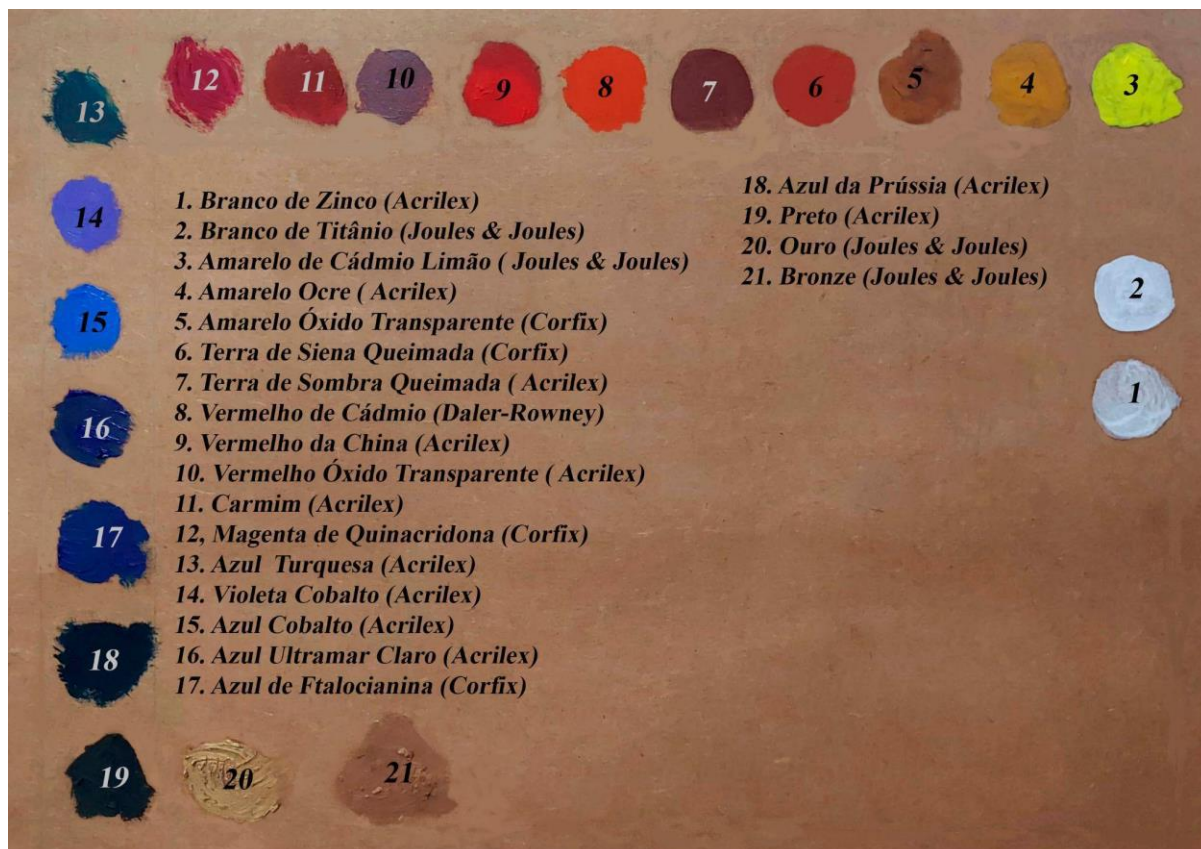 12
11
10
9
8
7
6
5
4
3
13
14
15
16
17
18
19
20
21
2
1
1. Branco de Zinco (Acrilex)
2. Branco de Titânio (Joules & Joules)
3. Amarelo de Cádmio Limão ( Joules & Joules)
4. Amarelo Ocre ( Acrilex)
5. Amarelo Óxido Transparente (Corfix)
6. Terra de Siena Queimada (Corfix)
7. Terra de Sombra Queimada ( Acrilex)
8. Vermelho de Cádmio (Daler-Rowney)
9. Vermelho da China (Acrilex)
10. Vermelho Óxido Transparente ( Acrilex)
11. Carmim (Acrilex)
12, Magenta de Quinacridona (Corfix)
13. Azul Turquesa (Acrilex)
14. Violeta Cobalto (Acrilex)
15. Azul Cobalto (Acrilex)
16. Azul Ultramar Claro (Acrilex)
17. Azul de Ftalocianina (Corfix)
18. Azul da Prússia (Acrilex)
19. Preto (Acrilex)
20. Ouro (Joules & Joules)
21. Bronze (Joules & Joules)